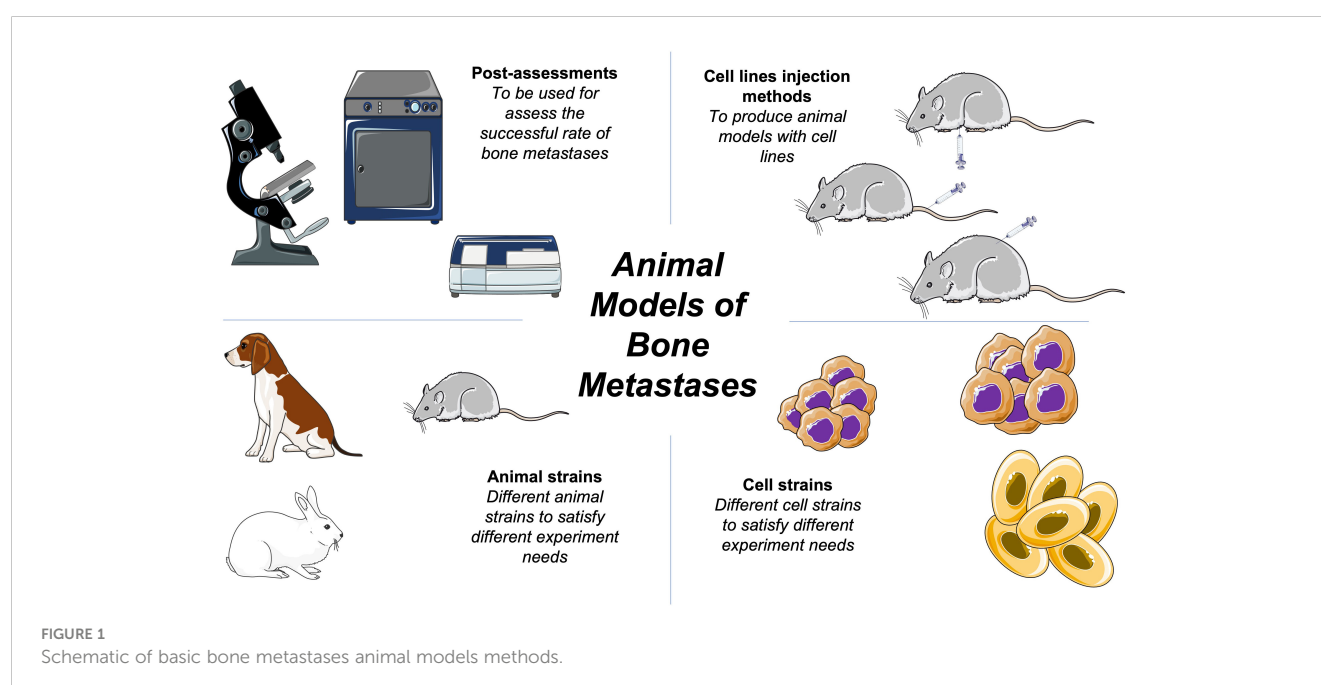 Post-assessments
To be used for
assess the
successful rate of
bone metastases
Cell lines injection
methods
To produce animal
models with cell
lines
Animal
Models of
Bone
Metastases
Animal strains
Different animal
strains to satisfy
different experiment
needs
Cell strains
Different cell strains
to satisfy different
experiment needs
FIGURE 1
Schematic of basic bone metastases animal models methods.